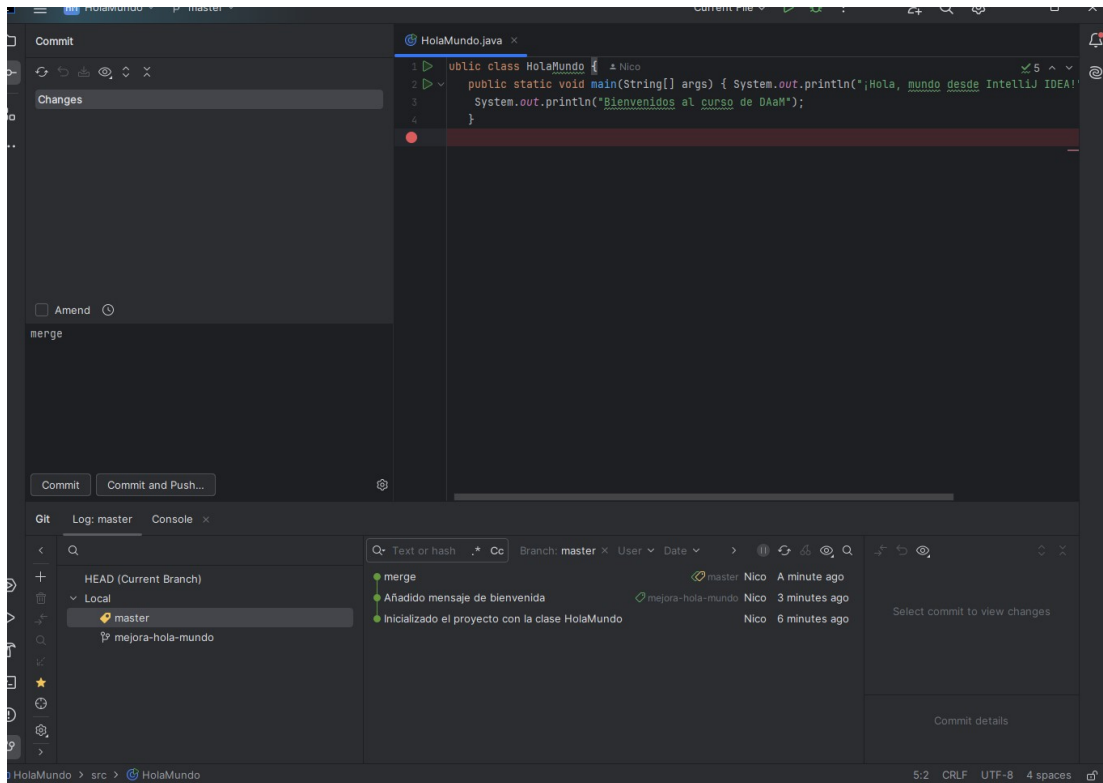 HolaMundo
master
Current File
Commit
HolaMundo.java
Changes
1 ublic class HolaMundo { Nico
5
2 public static void main(String[] args) { System.out.println("¡Hola, mundo desde IntelliJ IDEA!"
3 System.out.println("Bienvenidos al curso de DAaM");
4 }
Amend
merge
Commit
Commit and Push...
Git
Log: master
Console
Text or hash .* Cc Branch: master User Date
HEAD (Current Branch)
Local
master
mejora-hola-mundo
merge master Nico A minute ago
Añadido mensaje de bienvenida mejora-hola-mundo Nico 3 minutes ago
Inicializado el proyecto con la clase HolaMundo Nico 6 minutes ago
Select commit to view changes
Commit details
HolaMundo > src > HolaMundo
5:2 CRLF UTF-8 4 spaces